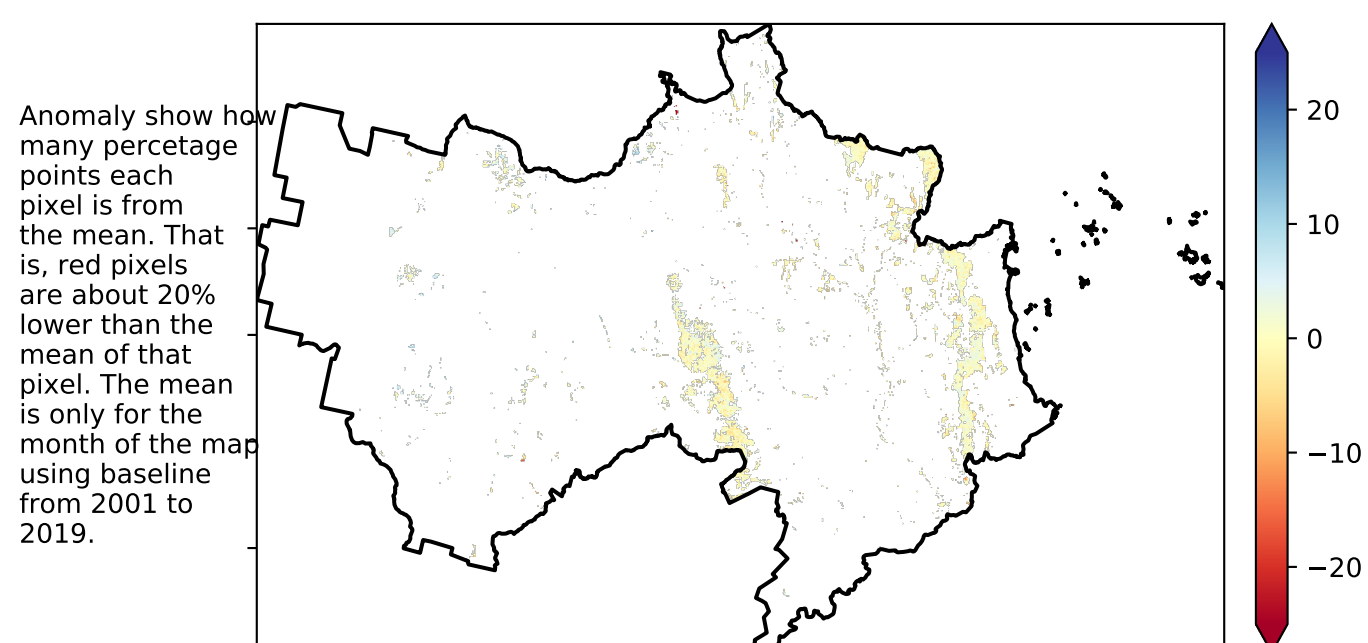 Anomaly show how
many percetage
points each
pixel is from
the mean. That
is, red pixels
are about 20%
lower than the
mean of that
pixel. The mean
is only for the
month of the map
using baseline
from 2001 to
2019.
20
10
0
−10
−20